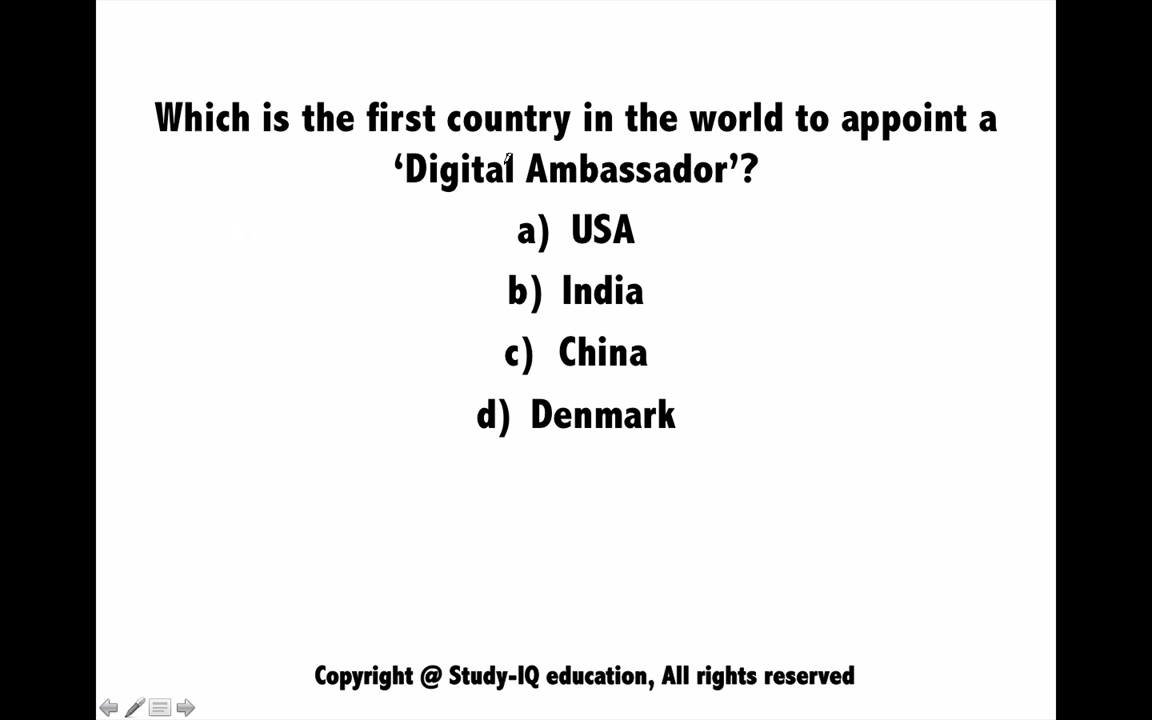 Which is the first country in the world to appoint a
‘Digital Ambassador’?
a) USA
b) India
c) China
d) Denmark
Copyright @ Study-IQ education, All rights reserved